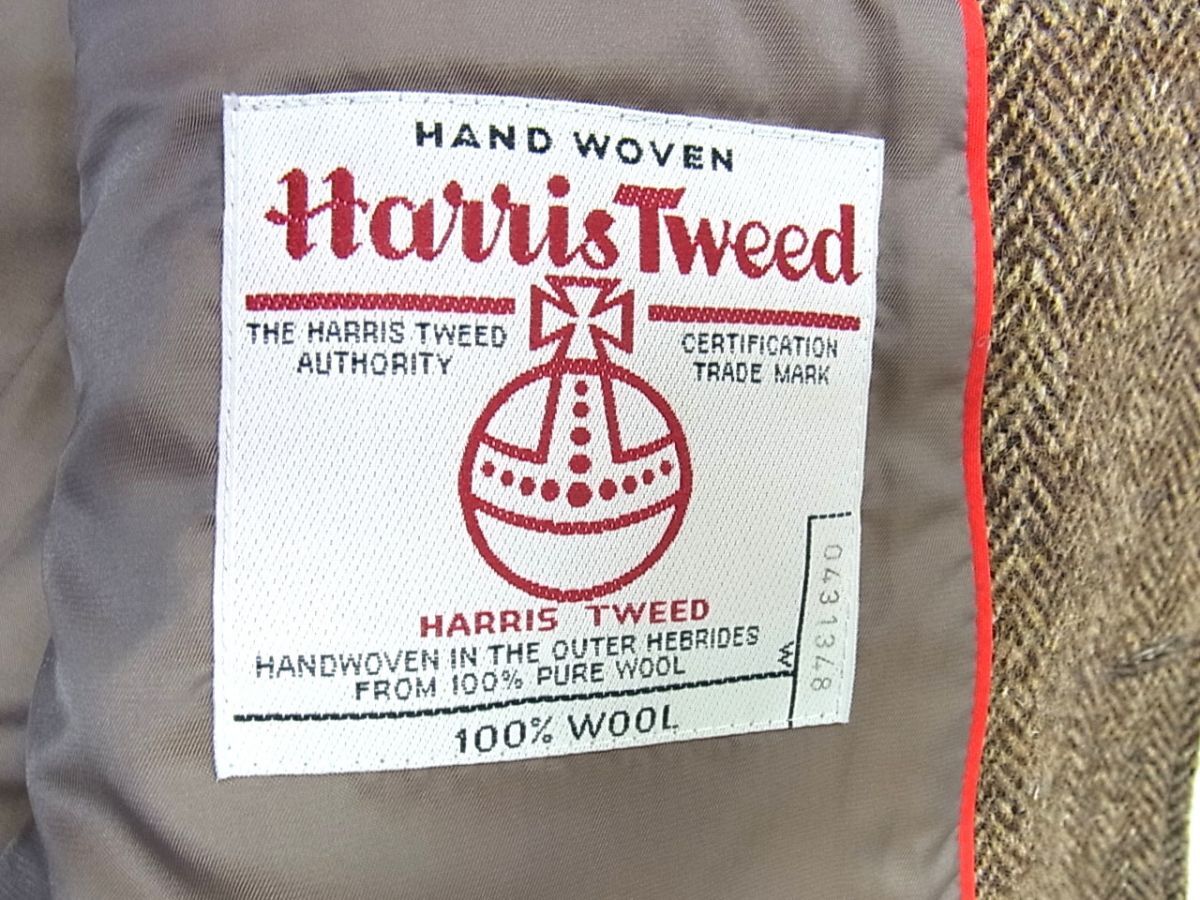 HAND WOVEN
Harris Tweed
THE HARRIS TWEED
AUTHORITY
CERTIFICATION
TRADE MARK
HARRIS TWEED
HANDWOVEN IN THE OUTER HEBRIDES
FROM 100% PURE WOOL
100% WOOL
W
0431348